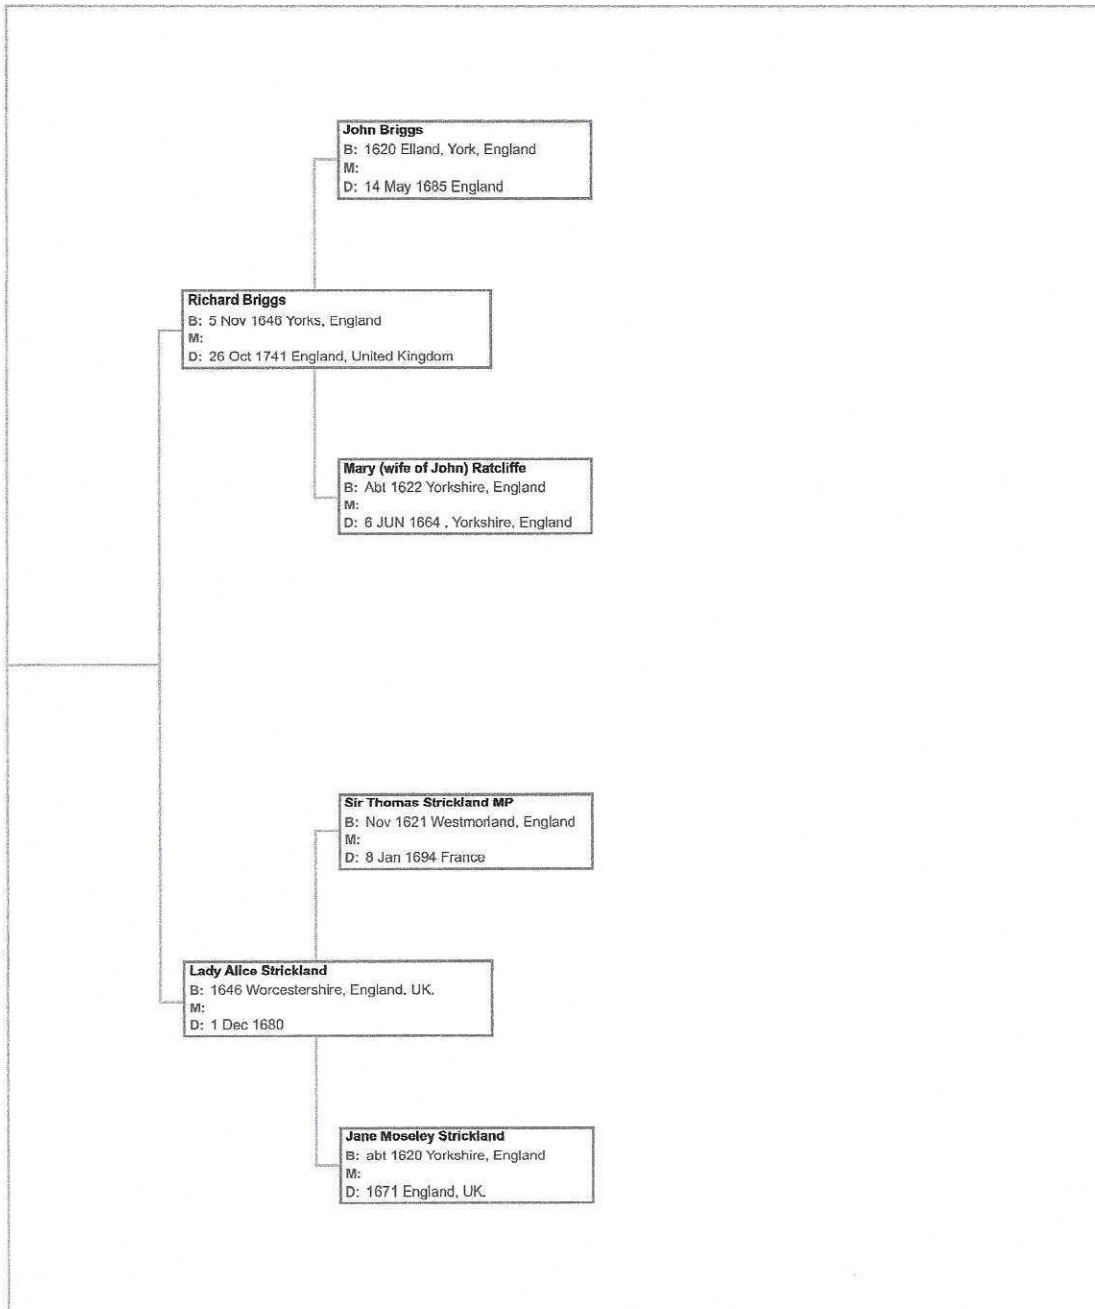 John Briggs
B: 1620 Elland, York, England
M:
D: 14 May 1685 England
Richard Briggs
B: 5 Nov 1646 Yorks, England
M:
D: 26 Oct 1741 England, United Kingdom
Mary (wife of John) Ratcliffe
B: Abt 1622 Yorkshire, England
M:
D: 6 JUN 1664 , Yorkshire, England
Sir Thomas Strickland MP
B: Nov 1621 Westmorland, England
M:
D: 8 Jan 1694 France
Lady Alice Strickland
B: 1646 Worcestershire, England. UK.
M:
D: 1 Dec 1680
Jane Moseley Strickland
B: abt 1620 Yorkshire, England
M:
D: 1671 England, UK.